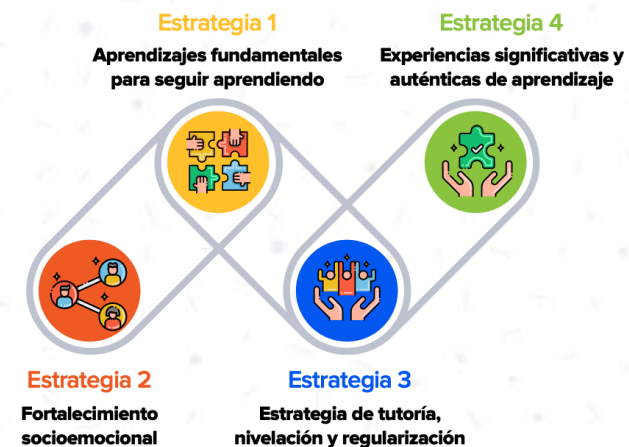 Estrategia 1
Aprendizajes fundamentales
para seguir aprendiendo
Estrategia 4
Experiencias significativas y
auténticas de aprendizaje
Estrategia 2
Fortalecimiento
socioemocional
Estrategia 3
Estrategia de tutoría,
nivelación y regularización